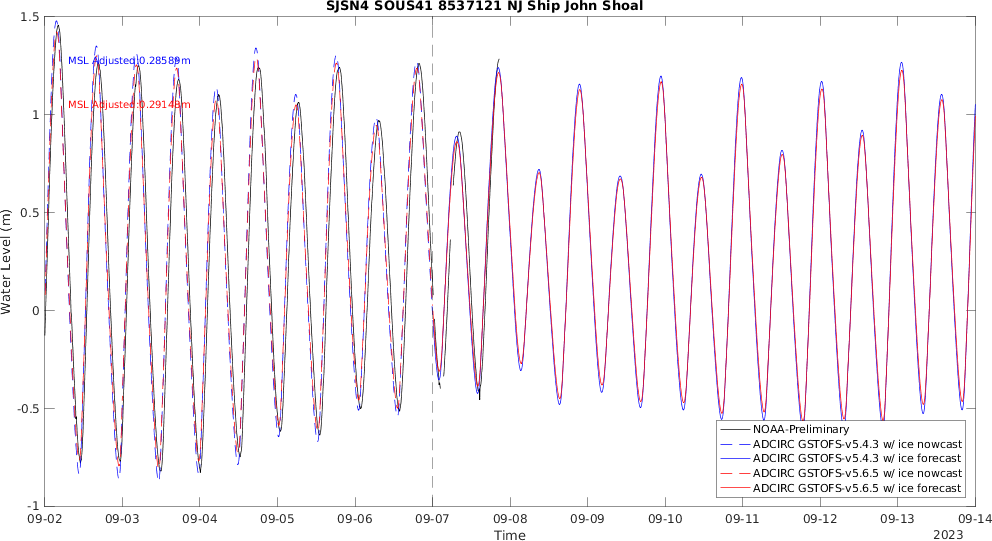 SJSN4 SOUS41 8537121 NJ Ship John Shoal
1.5
1
0.5
0
-0.5
-1
Water Level (m)
MSL Adjusted:0.28589m
MSL Adjusted:0.29148m
NOAA-Preliminary
ADCIRC GSTOFS-v5.4.3 w/ ice nowcast
ADCIRC GSTOFS-v5.4.3 w/ ice forecast
ADCIRC GSTOFS-v5.6.5 w/ ice nowcast
ADCIRC GSTOFS-v5.6.5 w/ ice forecast
09-02 09-03 09-04 09-05 09-06 09-07 09-08 09-09 09-10 09-11 09-12 09-13 09-14
Time
2023